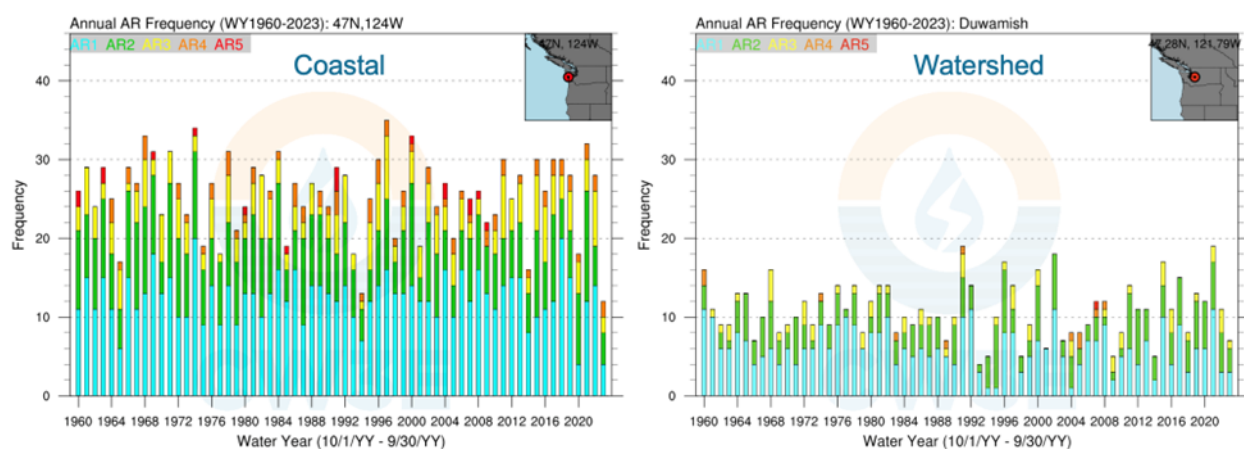 Annual AR Frequency (WY1960-2023): 47N,124W
AR1 AR2 AR3 AR4 AR5
47N, 124W
Coastal
40
30
20
10
0
Frequency
1960 1964 1968 1972 1976 1980 1984 1988 1992 1996 2000 2004 2008 2012 2016 2020
Water Year (10/1/YY - 9/30/YY)
Annual AR Frequency (WY1960-2023): Duwamish
AR1 AR2 AR3 AR4 AR5
47.28N, 121.79W
Watershed
40
30
20
10
0
Frequency
1960 1964 1968 1972 1976 1980 1984 1988 1992 1996 2000 2004 2008 2012 2016 2020
Water Year (10/1/YY - 9/30/YY)